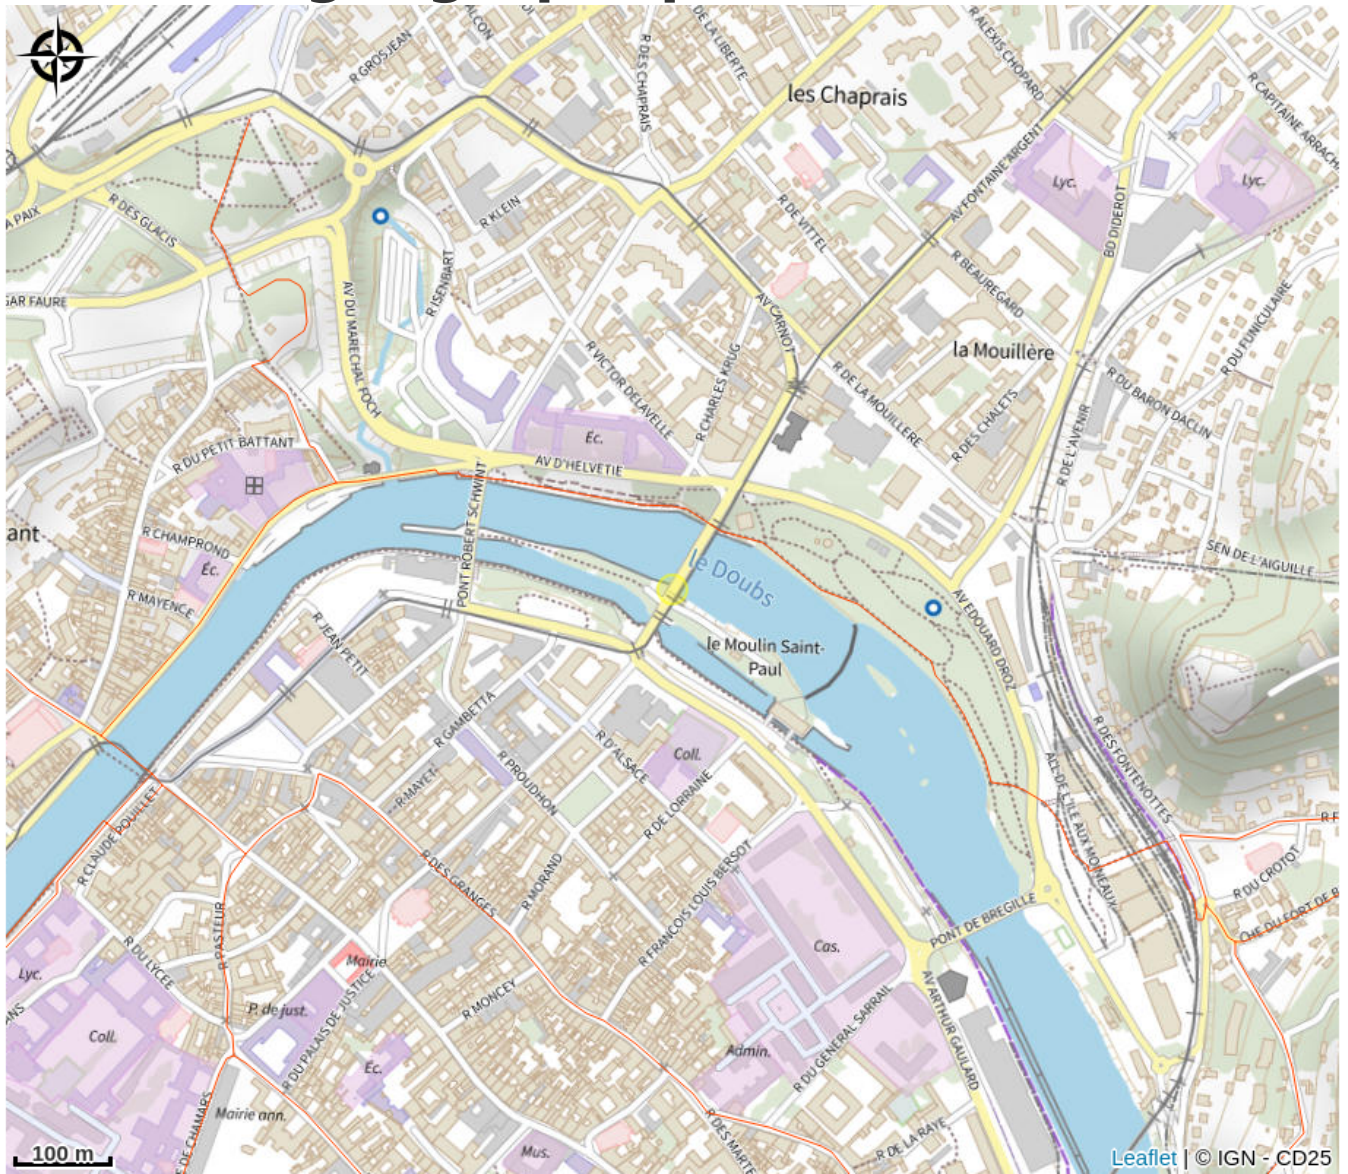 R GROSJEAN
R DES CHAPRAIS
DE LA LIBERTE
R ALEXIS CHOPARD
les Chaprais
R CAPITAINE ARRACH
AV FONTAINE ARGENT
Lyc.
Lyc.
A PAIX
R DES GLACIS
R KLEIN
R DE VITTEL
BD DIDEROT
R ISENBART
R BEAUREGARD
GAR FAURE
AV DU MARECHAL FOCH
AV CARNOT
R DU FUNICULAIRE
R VICTOR DELAVELLE
R CHARLES KRUG
la Mouillère
R DE LA MOUILLERE
R DU BARON DACLIN
R DES CHALETS
R DE L'AVENIR
R DU PETIT BATTANT
Éc.
AV D'HELVETIE
ant
R CHAMPROND
PONT ROBERT SCHWINT
Éc.
R MAYENCE
le Doubs
SEN DE L'AIGUILLE
R JEAN PETIT
AV EDOUARD DROZ
le Moulin Saint-
Paul
R GAMBETTA
R D'ALSACE
Coll.
R DES FONTENOTTES
R PROUDHON
R MAYET
R DE LORRAINE
ALL DE L'ILE AUX MOINEAUX
R CLAUDE POUILLET
R DES GRANGES
R MORAND
R FRANCOIS LOUIS BERSOT
R DU CROTOT
R PASTEUR
PONT DE BREGILLE
CHE DU FORT DE B
R DU LYCEE
Mairie
Cas.
Lyc.
P. de just.
R MONCEY
AV ARTHUR GAULARD
R DU PALAIS DE JUSTICE
R DU GENERAL SARRAIL
Coll.
Éc.
Admin.
Mairie ann.
DE CHAMARS
R DES MARTE
R DE LA RAYE
Mus.
100 m
Leaflet | © IGN - CD25